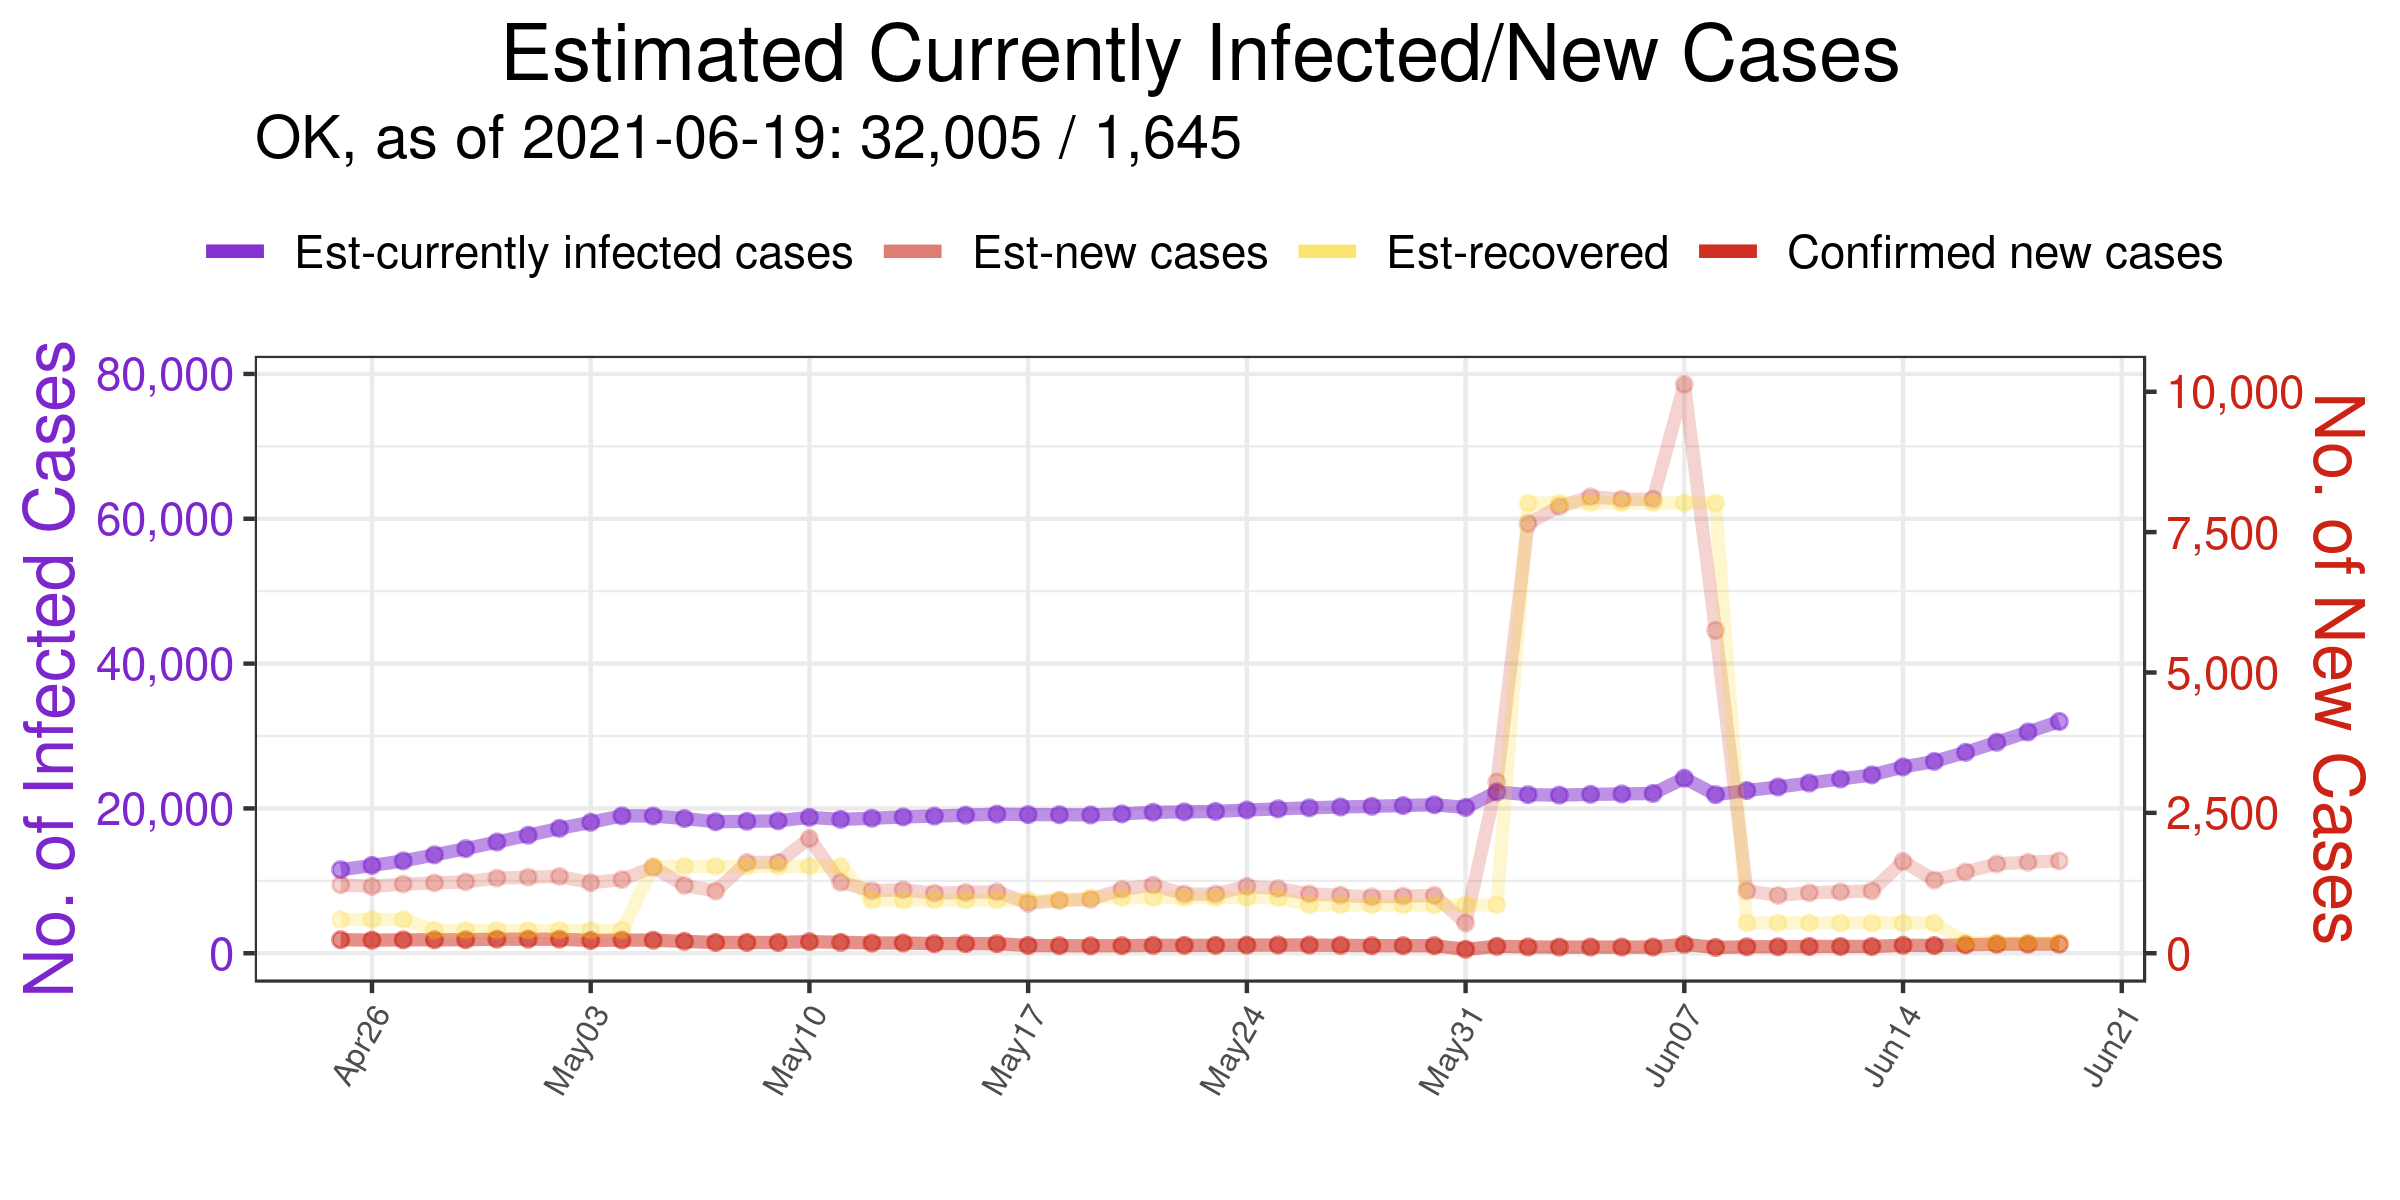 Estimated Currently Infected/New Cases
OK, as of 2021-06-19: 32,005 / 1,645
Est-currently infected cases Est-new cases Est-recovered Confirmed new cases
No. of Infected Cases
80,000
60,000
40,000
20,000
0
10,000
7,500
5,000
2,500
0
No. of New Cases
Apr26 May03 May10 May17 May24 May31 Jun07 Jun14 Jun21